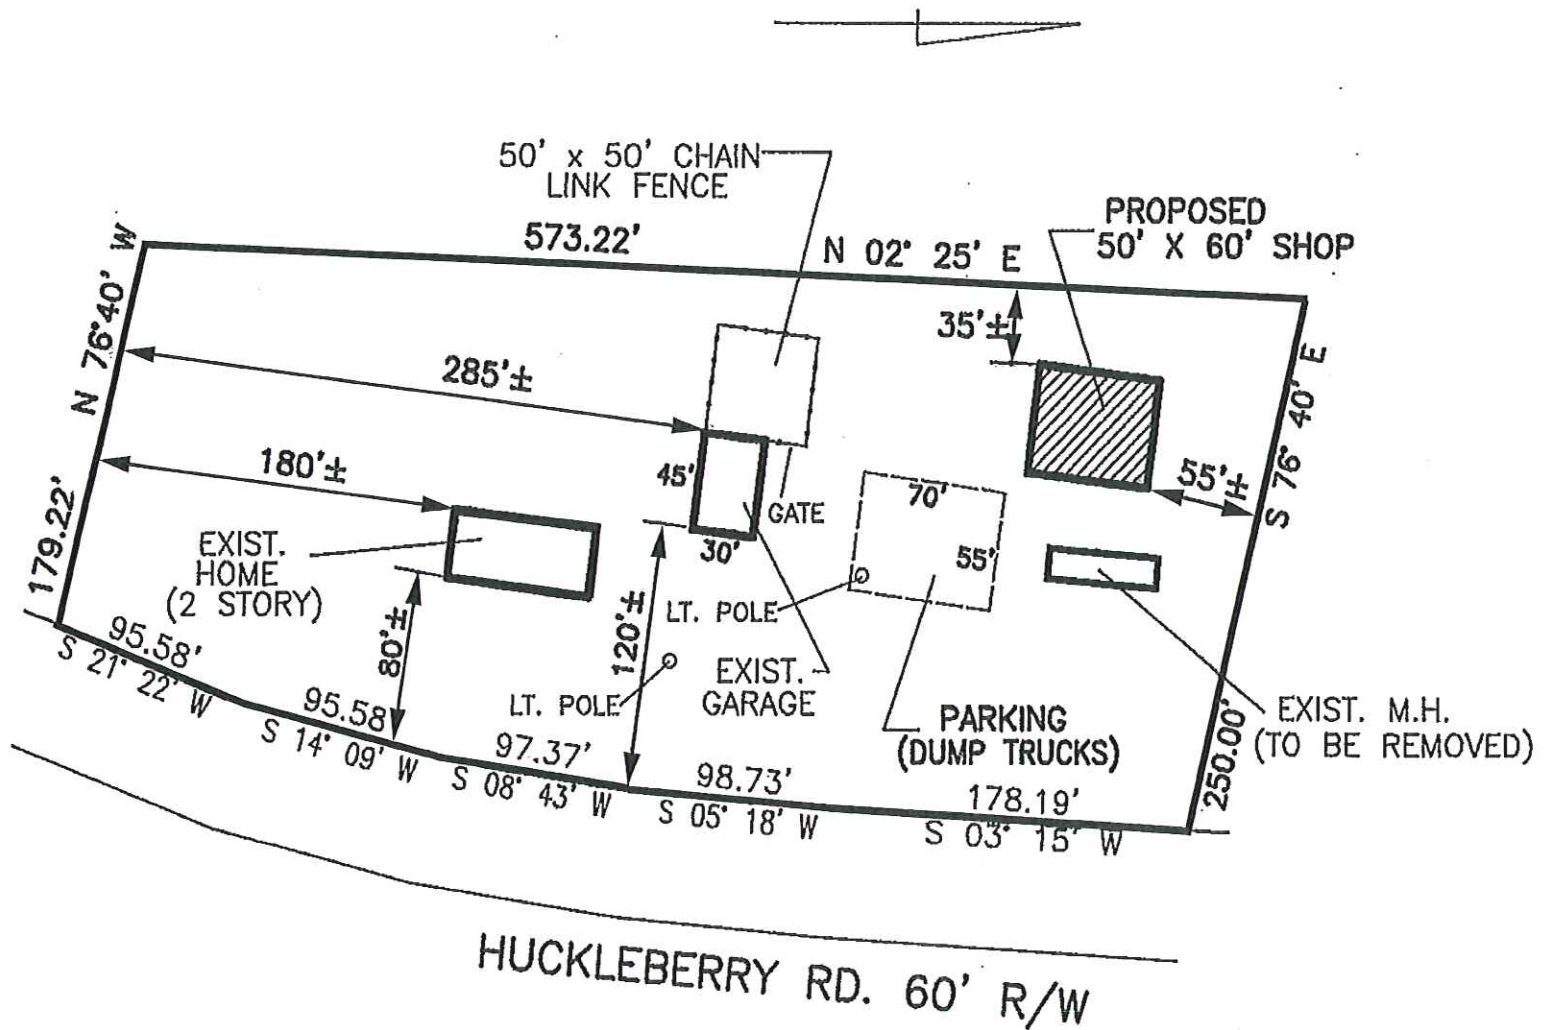 50' x 50' CHAIN
LINK FENCE
PROPOSED
50' X 60' SHOP
573.22'
N 02° 25' E
N 76°40' W
179.22'
35'±
285'±
180'±
45'
30'
GATE
70'
55'
55'±
S 76° 40' E
250.00'
EXIST.
HOME
(2 STORY)
80'±
120'±
LT. POLE
LT. POLE
EXIST.
GARAGE
PARKING
(DUMP TRUCKS)
EXIST. M.H.
(TO BE REMOVED)
95.58'
S 21° 22' W
95.58'
S 14° 09' W
97.37'
S 08° 43' W
98.73'
S 05° 18' W
178.19'
S 03° 15' W
HUCKLEBERRY RD. 60' R/W